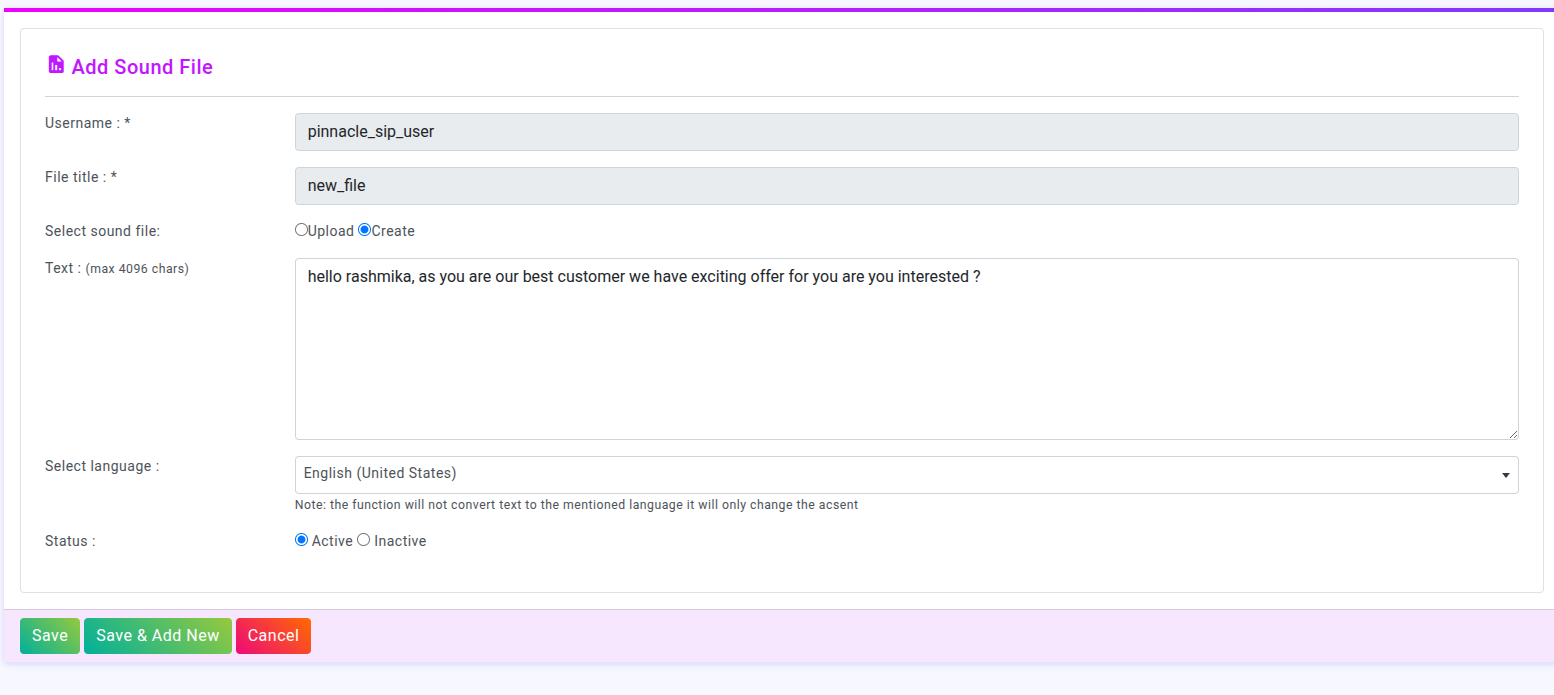 Add Sound File
Username : *
pinnacle_sip_user
File title : *
new_file
Select sound file:
Upload Create
Text : (max 4096 chars)
hello rashmika, as you are our best customer we have exciting offer for you are you interested ?
Select language :
English (United States)
Note: the function will not convert text to the mentioned language it will only change the acsent
Status :
Active Inactive
Save Save & Add New Cancel